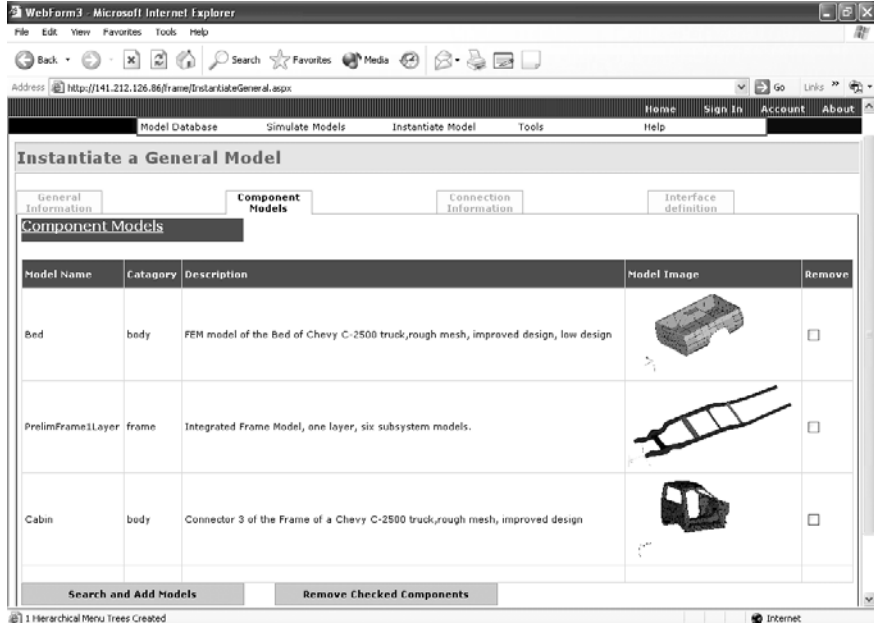 WebForm3 - Microsoft Internet Explorer
File Edit View Favorites Tools Help
Back Search Favorites Media
Address http://141.212.126.86/frame/InstantiateGeneral.aspx Go Links »
Home Sign In Account About
Model Database Simulate Models Instantiate Model Tools Help
Instantiate a General Model
General Information
Component Models
Connection Information
Interface definition
Component Models
Model Name Catagory Description Model Image Remove
Bed body FEM model of the Bed of Chevy C-2500 truck,rough mesh, improved design, low design
PrelimFrame1Layer frame Integrated Frame Model, one layer, six subsystem models.
Cabin body Connector 3 of the Frame of a Chevy C-2500 truck,rough mesh, improved design
Search and Add Models Remove Checked Components
1 Hierarchical Menu Trees Created Internet